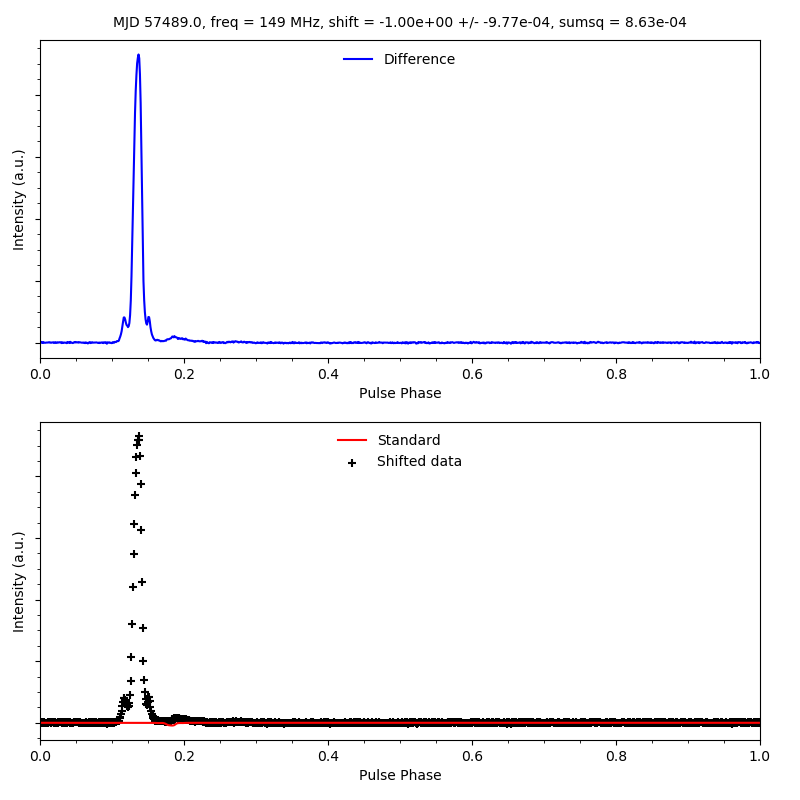 MJD 57489.0, freq = 149 MHz, shift = -1.00e+00 +/- -9.77e-04, sumsq = 8.63e-04
Difference
Intensity (a.u.)
0.0 0.2 0.4 0.6 0.8 1.0
Pulse Phase
Standard
Shifted data
Intensity (a.u.)
0.0 0.2 0.4 0.6 0.8 1.0
Pulse Phase